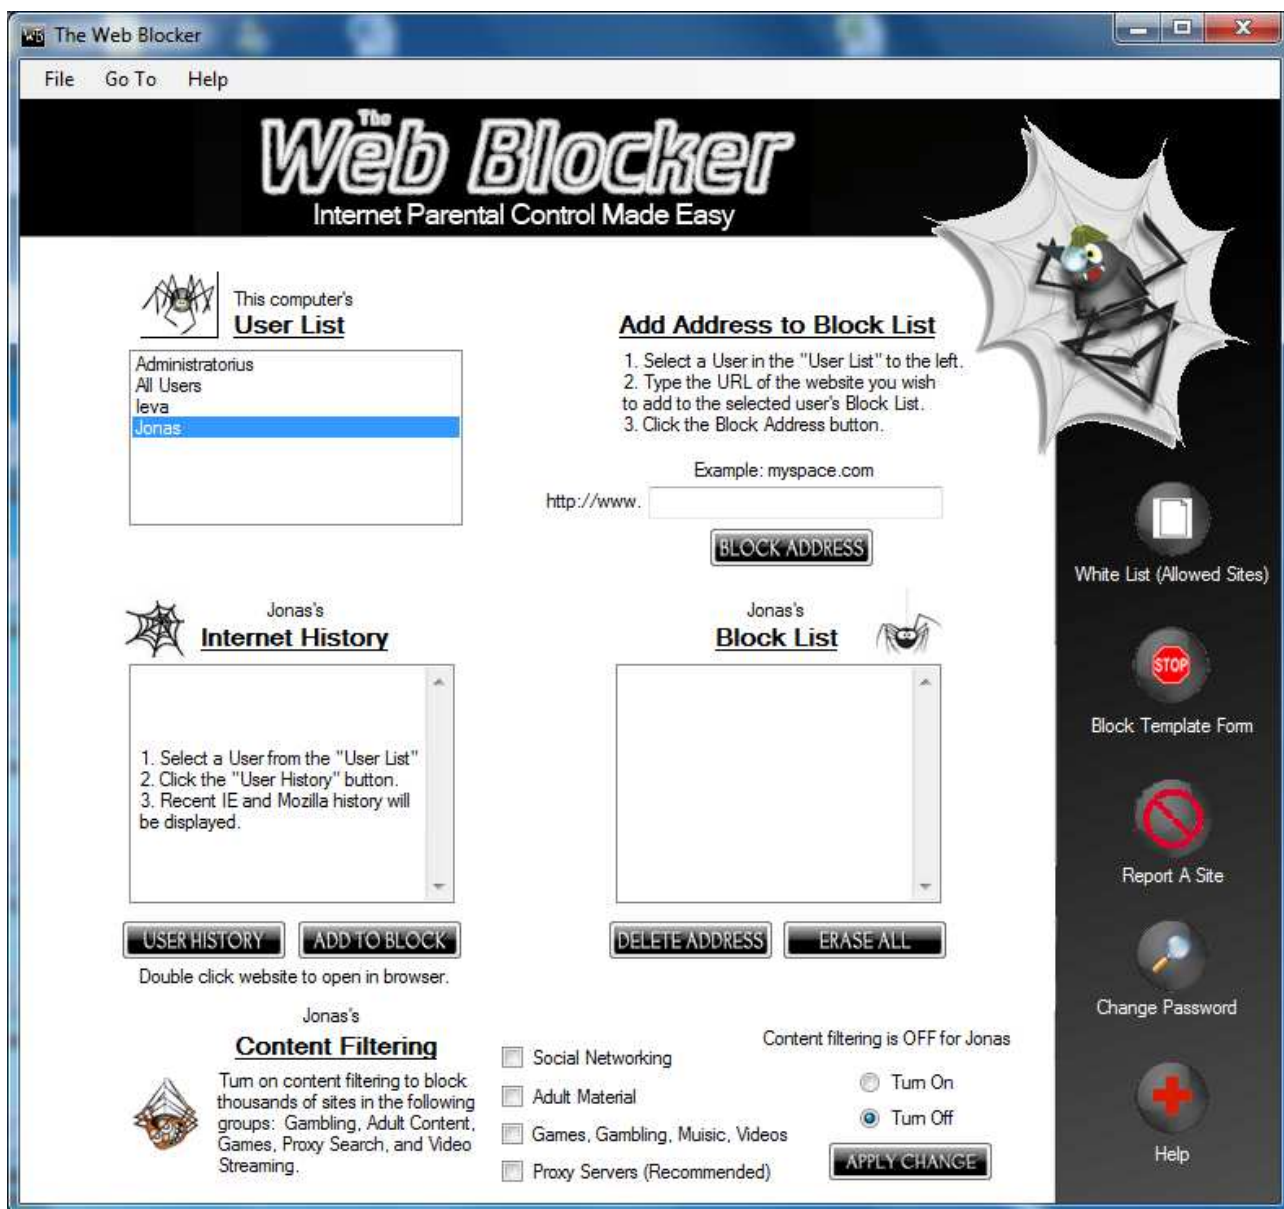 WB The Web Blocker
File Go To Help
The
Web Blocker
Internet Parental Control Made Easy
This computer's
User List
Administratorius
All Users
Ieva
Jonas
Add Address to Block List
1. Select a User in the "User List" to the left.
2. Type the URL of the website you wish
to add to the selected user's Block List.
3. Click the Block Address button.
Example: myspace.com
http://www.
BLOCK ADDRESS
Jonas's
Internet History
1. Select a User from the "User List"
2. Click the "User History" button.
3. Recent IE and Mozilla history will
be displayed.
USER HISTORY ADD TO BLOCK
Double click website to open in browser.
Jonas's
Block List
DELETE ADDRESS ERASE ALL
Jonas's
Content Filtering
Turn on content filtering to block
thousands of sites in the following
groups: Gambling, Adult Content,
Games, Proxy Search, and Video
Streaming.
Social Networking
Adult Material
Games, Gambling, Muisic, Videos
Proxy Servers (Recommended)
Content filtering is OFF for Jonas
Turn On
Turn Off
APPLY CHANGE
White List (Allowed Sites)
STOP
Block Template Form
Report A Site
Change Password
Help